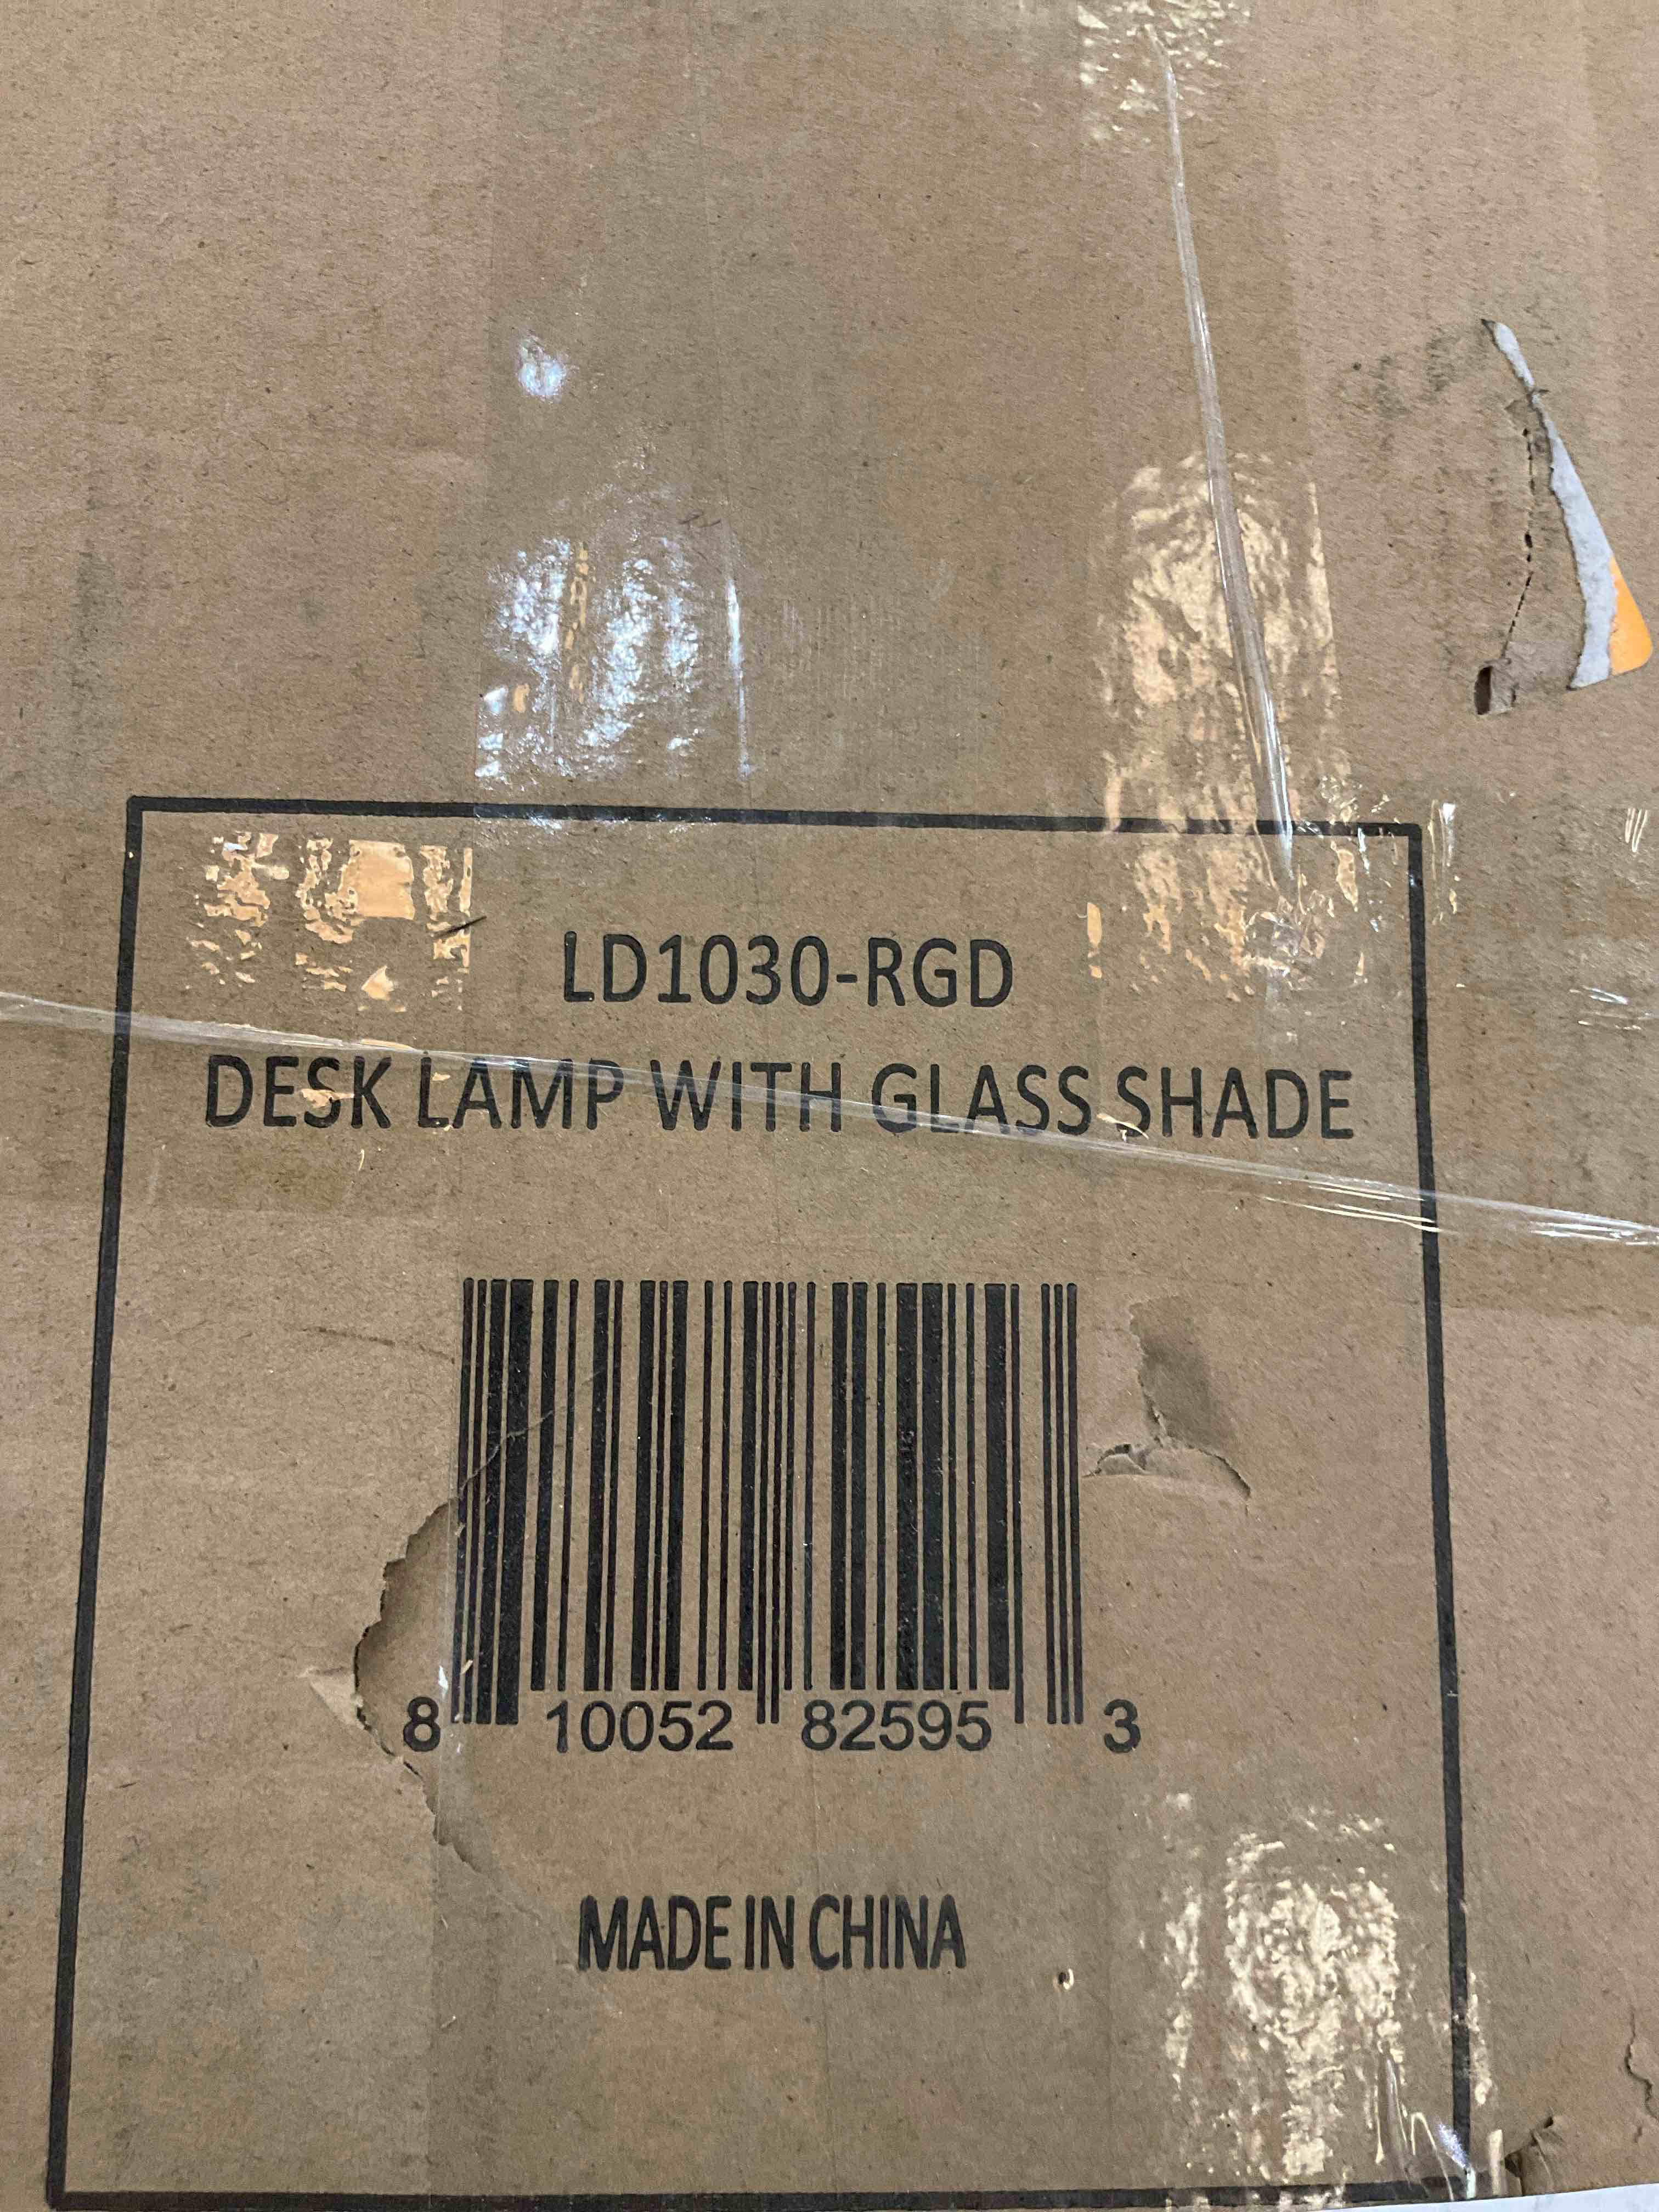 LD1030-RGD
DESK LAMP WITH GLASS SHADE
8 10052 82595 3
MADE IN CHINA